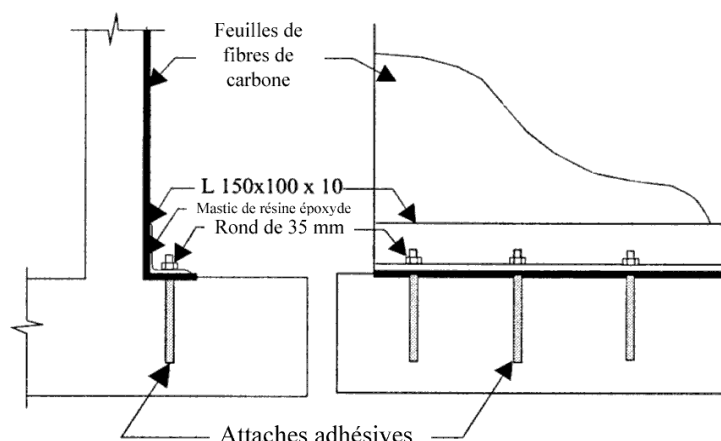 Feuilles de
fibres de
carbone
L 150x100 x 10
Mastic de résine époxyde
Rond de 35 mm
Attaches adhésives